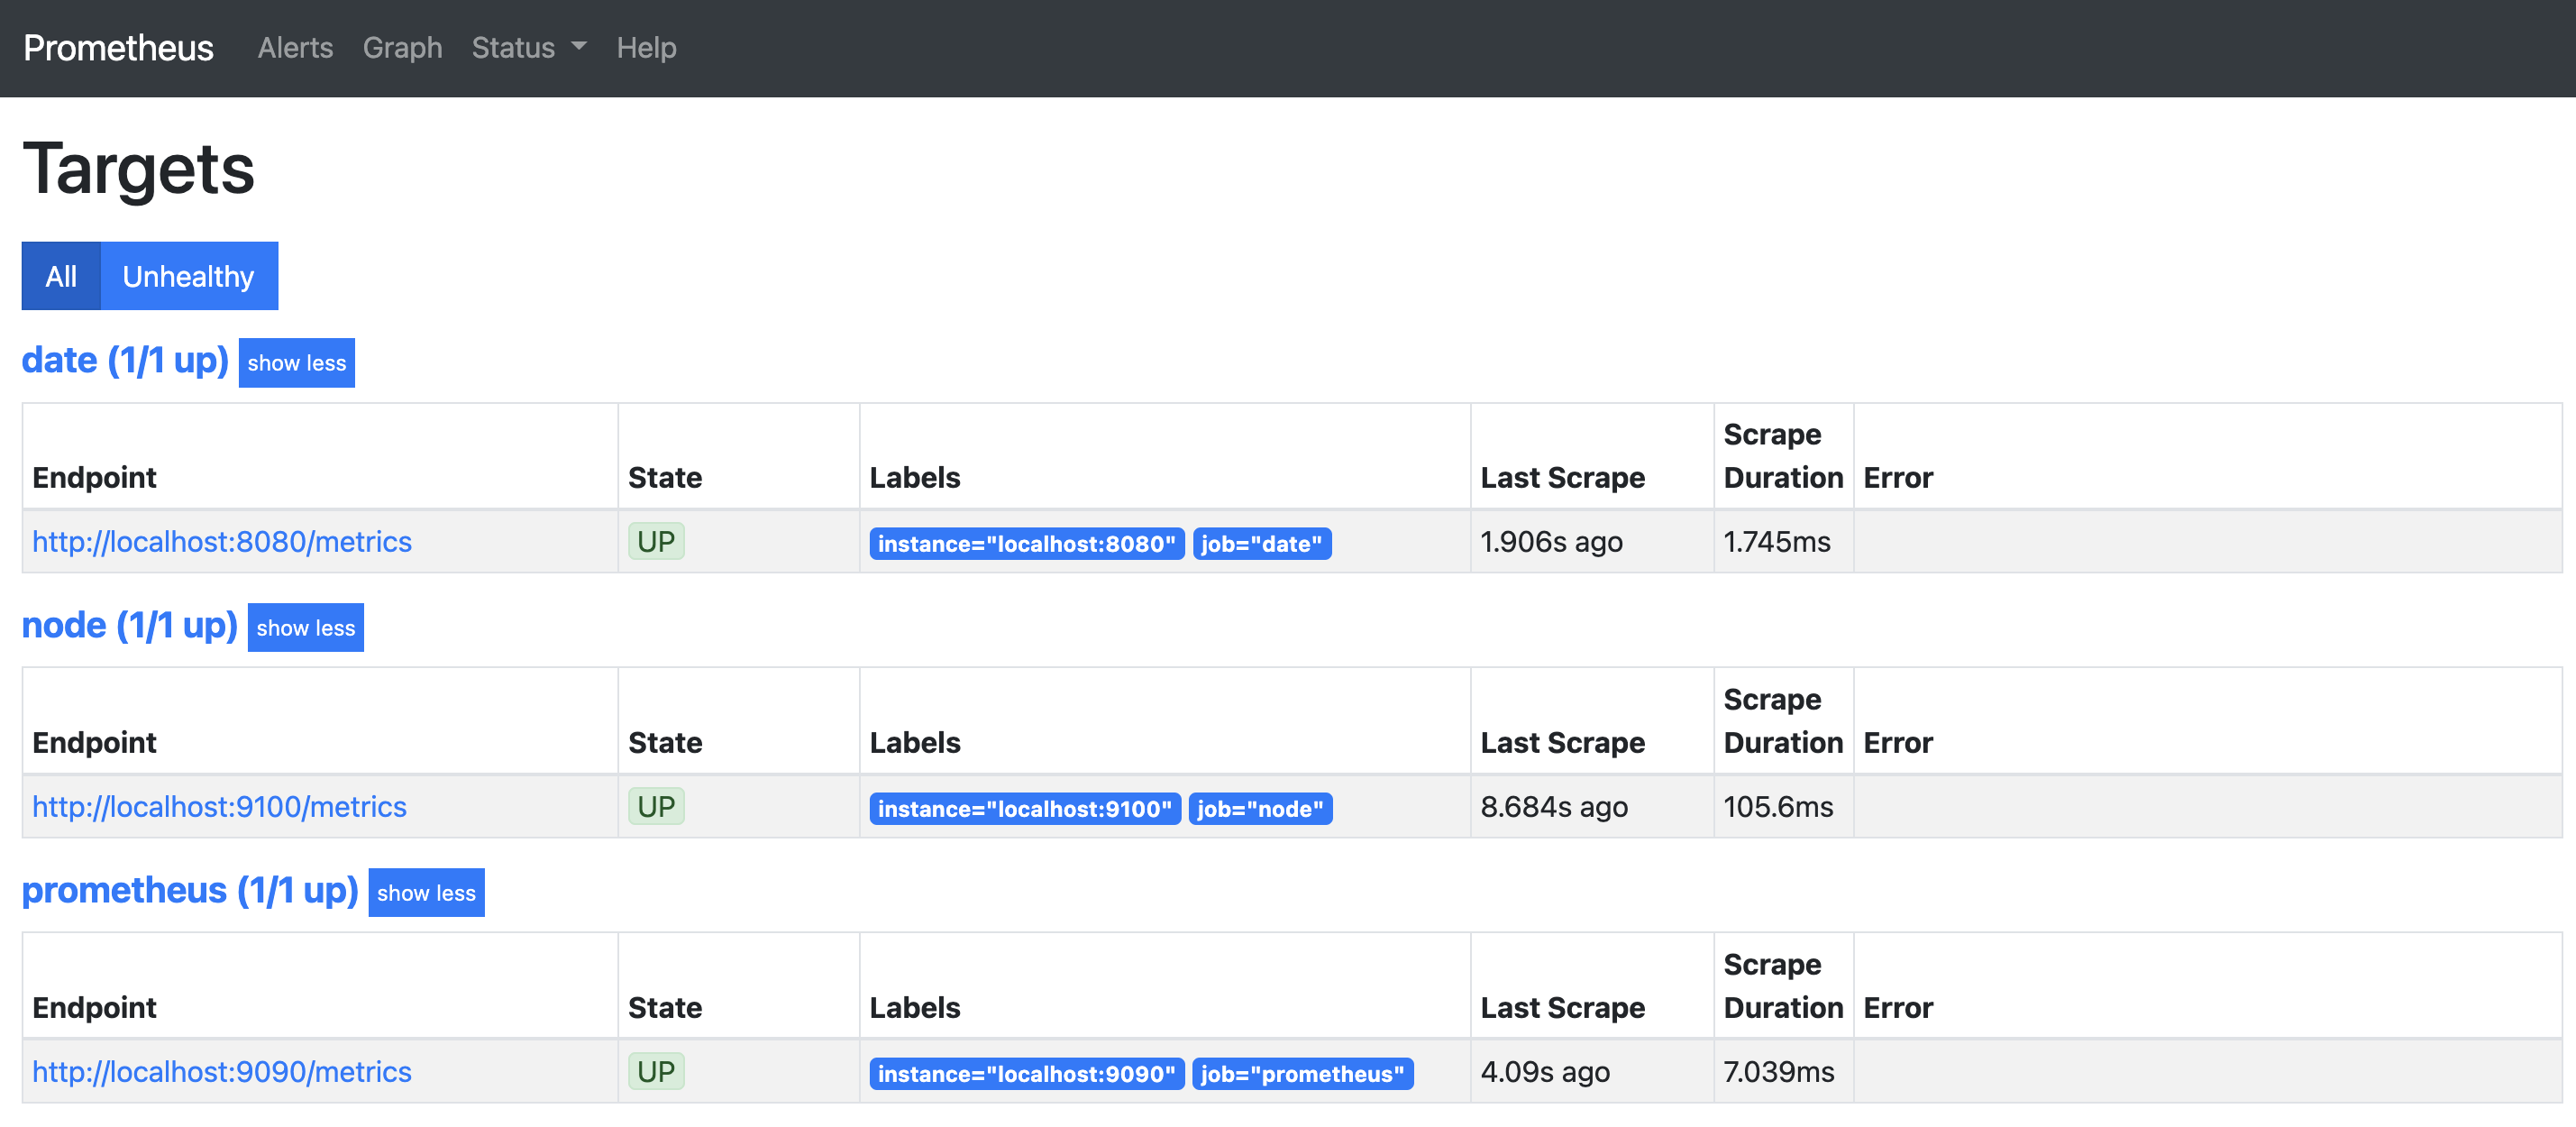 Prometheus Alerts Graph Status Help
Targets
All Unhealthy
date (1/1 up) show less
Endpoint State Labels Last Scrape Scrape Duration Error
http://localhost:8080/metrics UP instance="localhost:8080" job="date" 1.906s ago 1.745ms
node (1/1 up) show less
Endpoint State Labels Last Scrape Scrape Duration Error
http://localhost:9100/metrics UP instance="localhost:9100" job="node" 8.684s ago 105.6ms
prometheus (1/1 up) show less
Endpoint State Labels Last Scrape Scrape Duration Error
http://localhost:9090/metrics UP instance="localhost:9090" job="prometheus" 4.09s ago 7.039ms